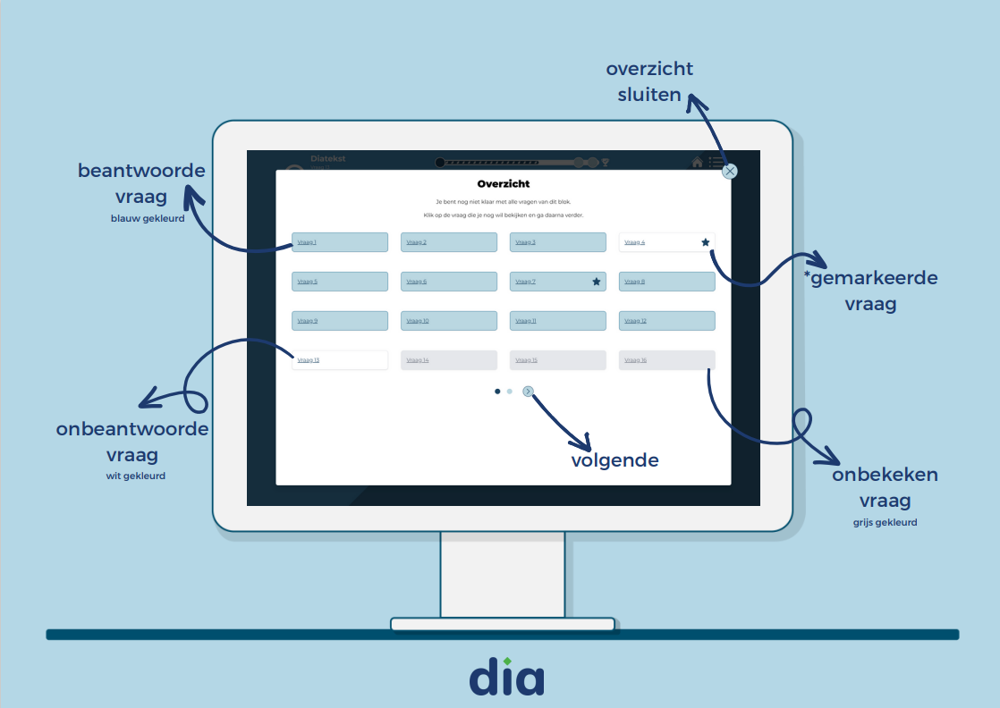 overzicht
sluiten
beantwoorde
vraag
blauw gekleurd
Diatekst
Overzicht
Je bent nog niet klaar met alle vragen van dit blok.
Klik op de vraag die je nog wil bekijken en ga daarna verder.
Vraag 1
Vraag 2
Vraag 3
Vraag 4
Vraag 5
Vraag 6
Vraag 7
Vraag 8
Vraag 9
Vraag 10
Vraag 11
Vraag 12
Vraag 13
Vraag 14
Vraag 15
Vraag 16
*gemarkeerde
vraag
onbeantwoorde
vraag
wit gekleurd
volgende
onbekeken
vraag
grijs gekleurd
dia